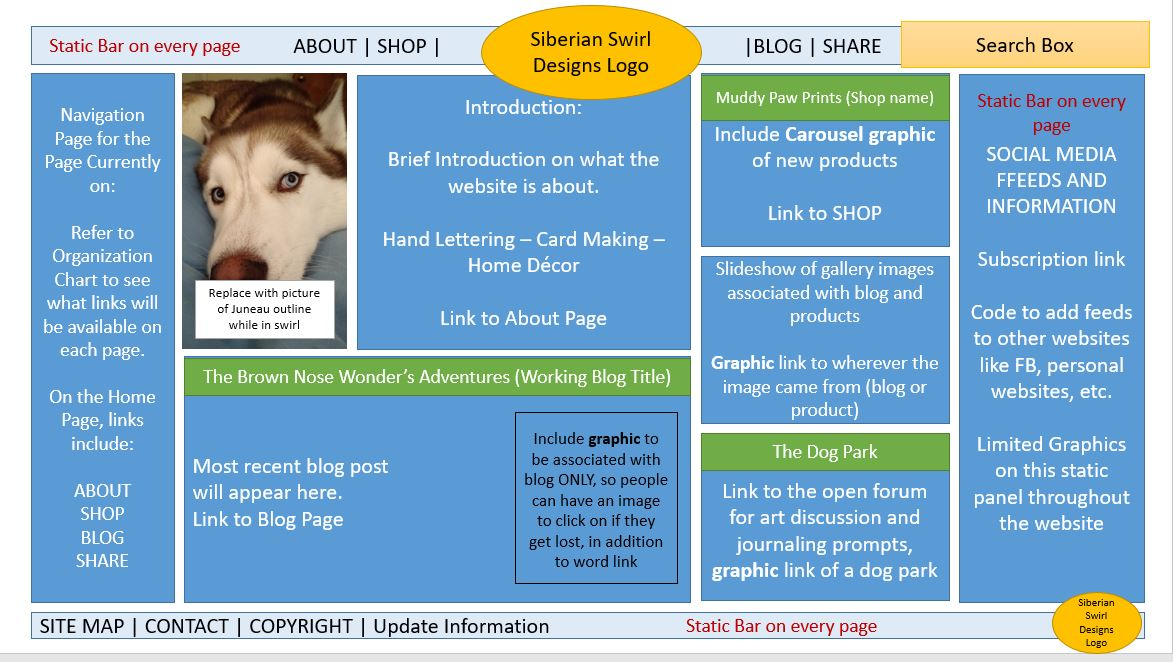 Static Bar on every page
ABOUT | SHOP |
Siberian Swirl
Designs Logo
|BLOG | SHARE
Search Box
Navigation
Page for the
Page Currently
on:
Refer to
Organization
Chart to see
what links will
be available on
each page.
On the Home
Page, links
include:
ABOUT
SHOP
BLOG
SHARE
Replace with picture
of Juneau outline
while in swirl
Introduction:
Brief Introduction on what the
website is about.
Hand Lettering – Card Making –
Home Décor
Link to About Page
The Brown Nose Wonder's Adventures (Working Blog Title)
Most recent blog post
will appear here.
Link to Blog Page
Include graphic to
be associated with
blog ONLY, so people
can have an image
to click on if they
get lost, in addition
to word link
Muddy Paw Prints (Shop name)
Include Carousel graphic
of new products
Link to SHOP
Slideshow of gallery images
associated with blog and
products
Graphic link to wherever the
image came from (blog or
product)
The Dog Park
Link to the open forum
for art discussion and
journaling prompts,
graphic link of a dog park
Static Bar on every
page
SOCIAL MEDIA
FFEEDS AND
INFORMATION
Subscription link
Code to add feeds
to other websites
like FB, personal
websites, etc.
Limited Graphics
on this static
panel throughout
the website
SITE MAP | CONTACT | COPYRIGHT | Update Information
Static Bar on every page
Siberian
Swirl
Designs
Logo